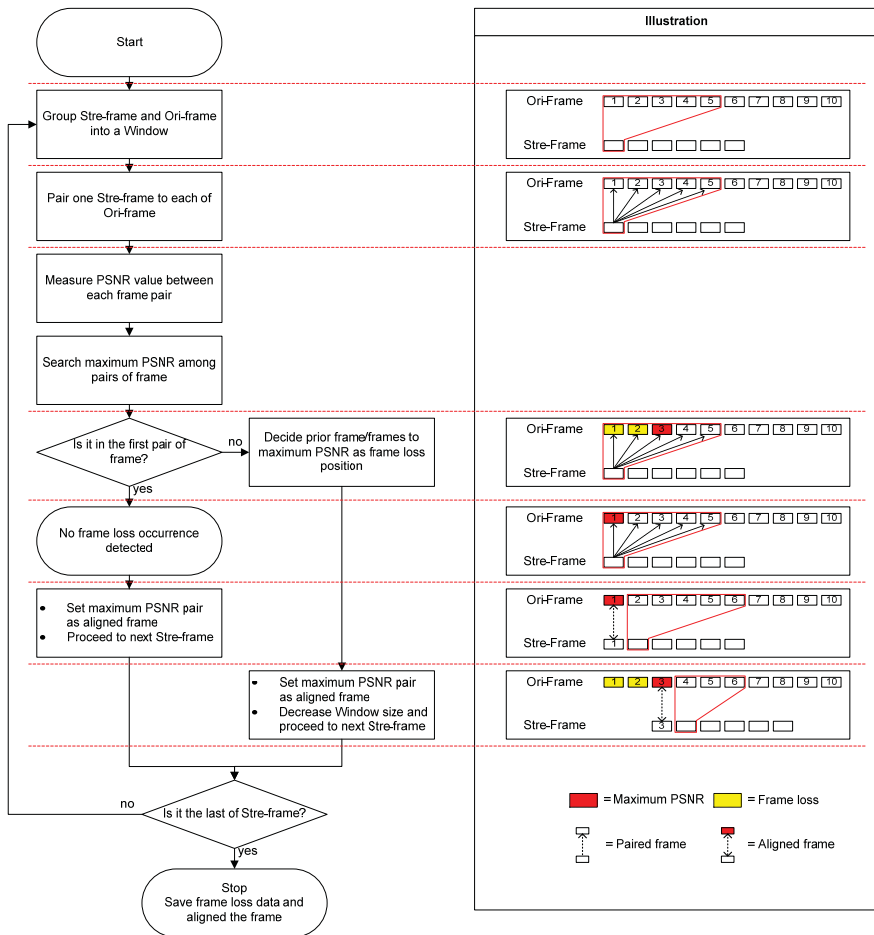 Start
Group Stre-frame and Ori-frame
into a Window
Pair one Stre-frame to each of
Ori-frame
Measure PSNR value between
each frame pair
Search maximum PSNR among
pairs of frame
Is it in the first pair of
frame?
no
yes
Decide prior frame/frames to
maximum PSNR as frame loss
position
No frame loss occurrence
detected
• Set maximum PSNR pair
as aligned frame
• Proceed to next Stre-frame
• Set maximum PSNR pair
as aligned frame
• Decrease Window size and
proceed to next Stre-frame
Is it the last of Stre-frame?
no
yes
Stop
Save frame loss data and
aligned the frame
Illustration
Ori-Frame 1 2 3 4 5 6 7 8 9 10
Stre-Frame
Ori-Frame 1 2 3 4 5 6 7 8 9 10
Stre-Frame
Ori-Frame 1 2 3 4 5 6 7 8 9 10
Stre-Frame
Ori-Frame 1 2 3 4 5 6 7 8 9 10
Stre-Frame
Ori-Frame 1 2 3 4 5 6 7 8 9 10
Stre-Frame 1
Ori-Frame 1 2 3 4 5 6 7 8 9 10
Stre-Frame 3
= Maximum PSNR
= Frame loss
= Paired frame
= Aligned frame